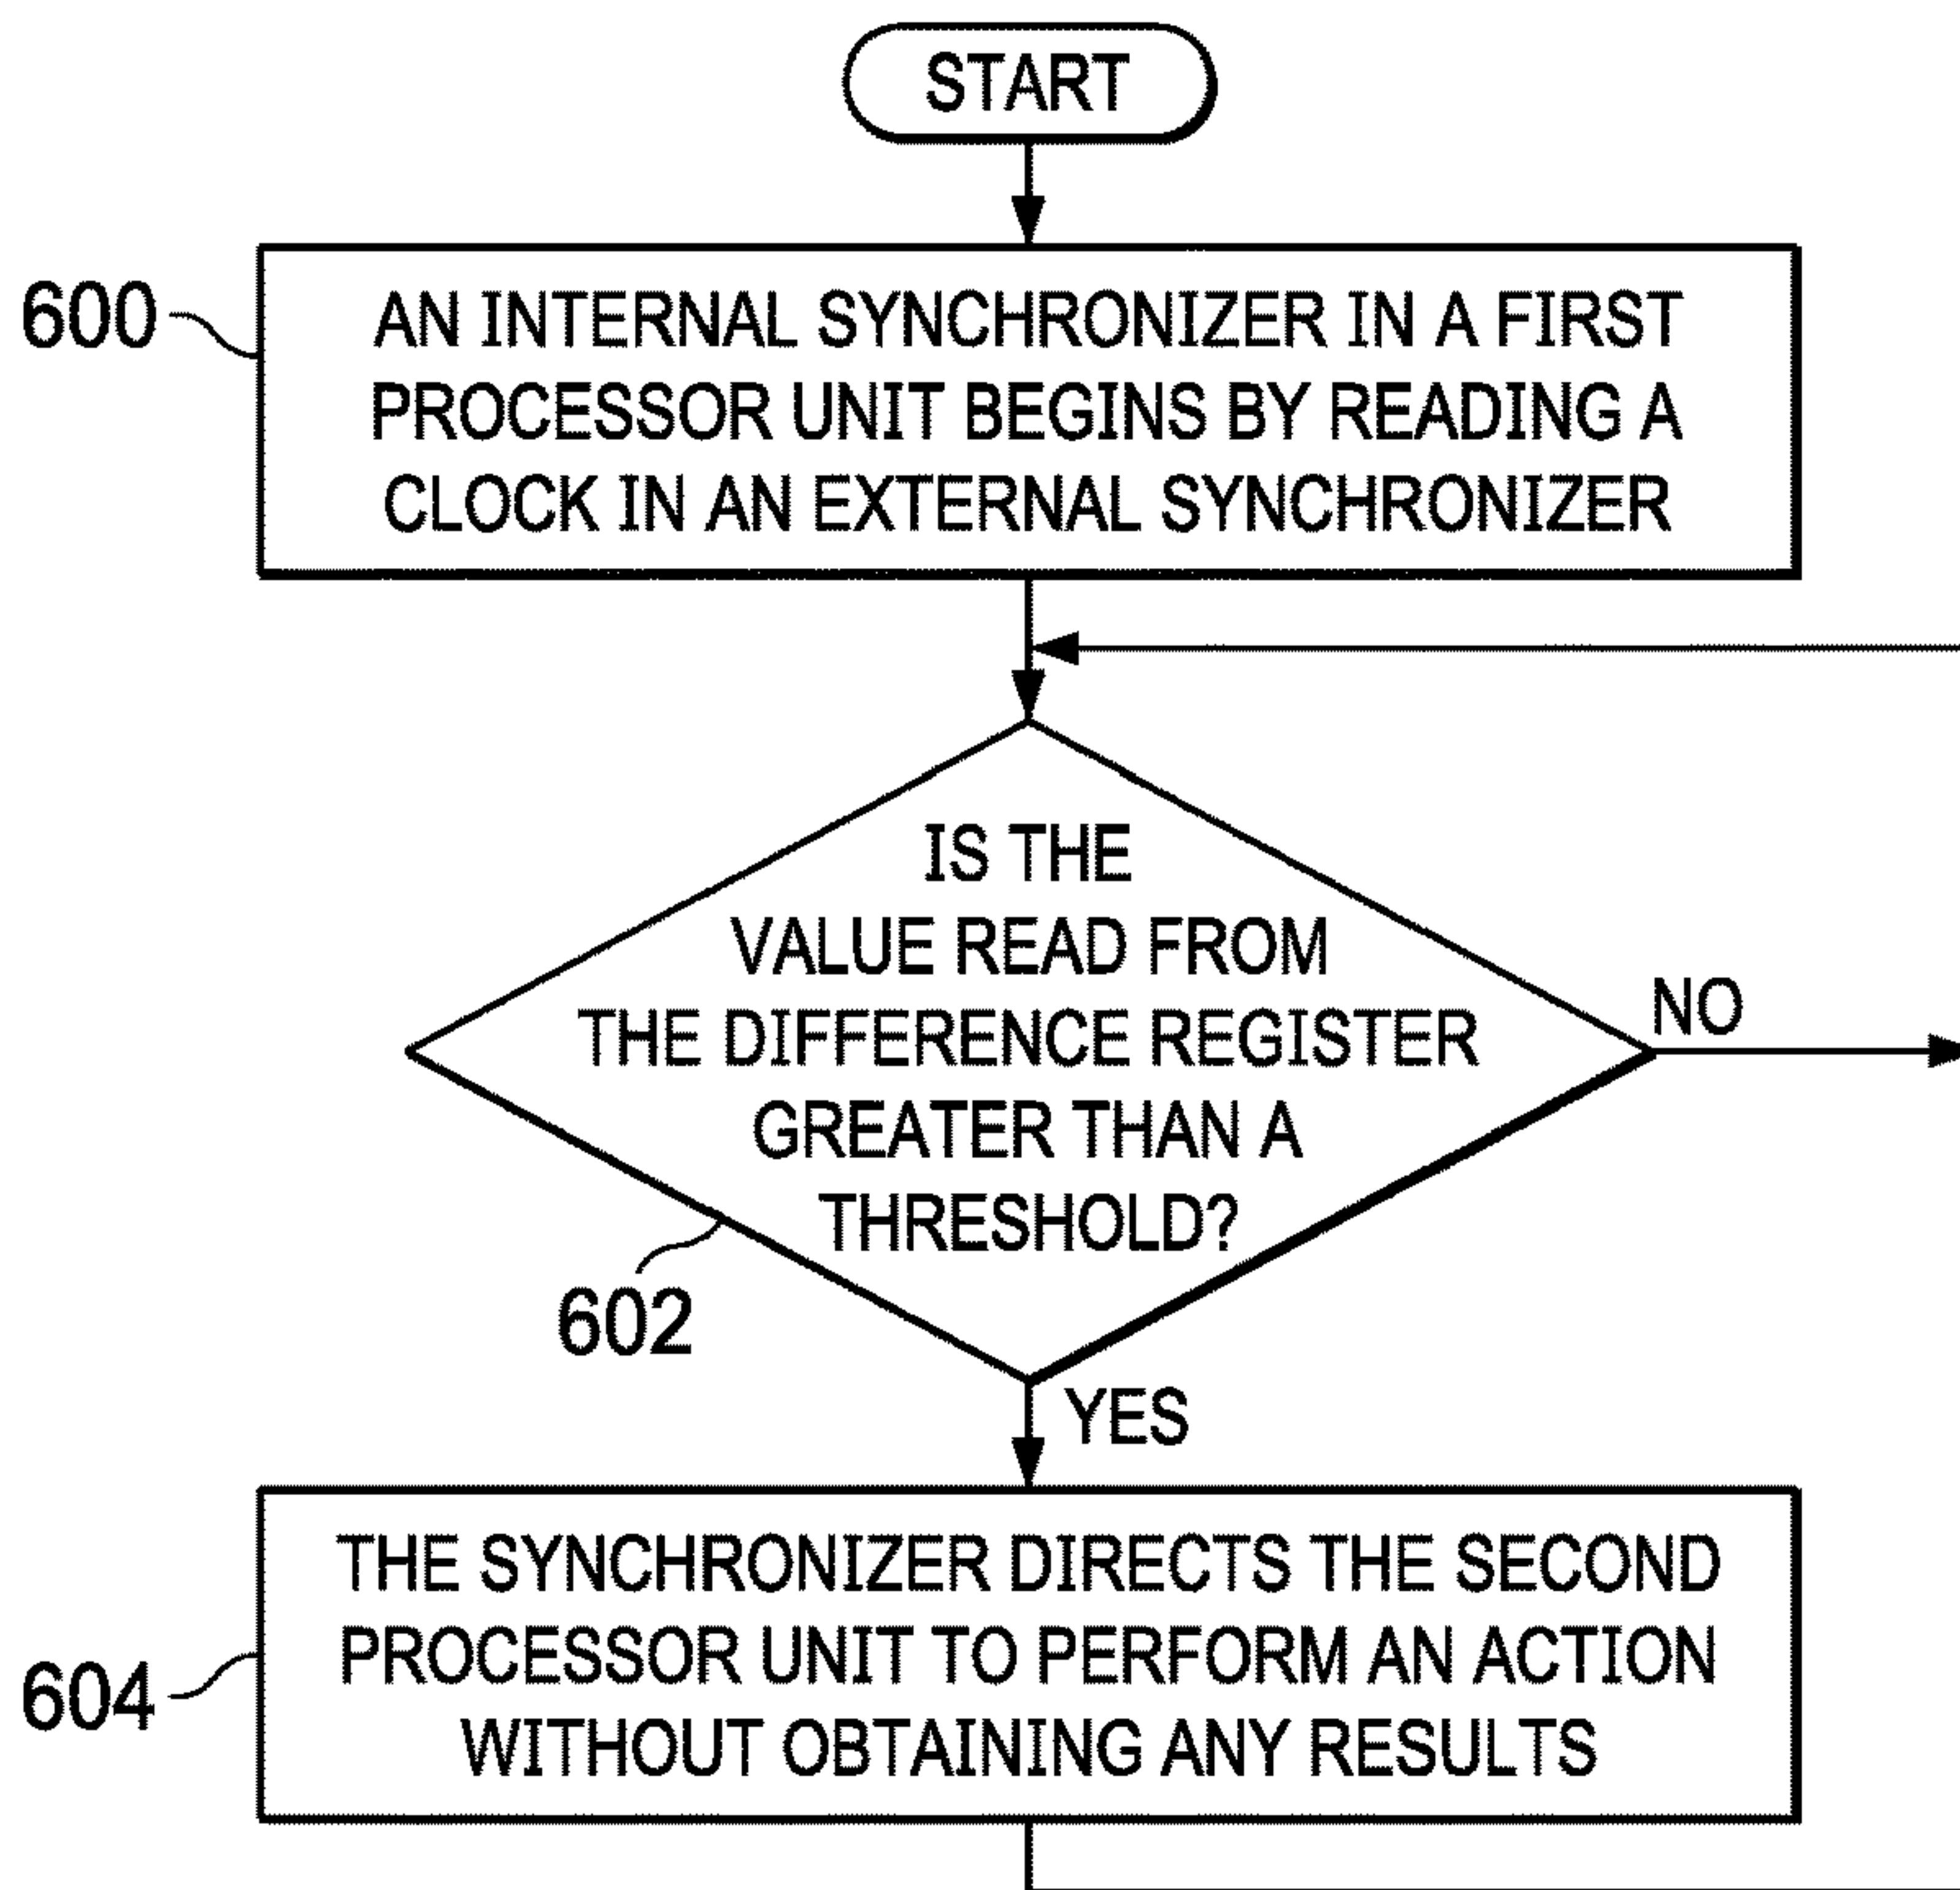 START
600
AN INTERNAL SYNCHRONIZER IN A FIRST
PROCESSOR UNIT BEGINS BY READING A
CLOCK IN AN EXTERNAL SYNCHRONIZER
IS THE
VALUE READ FROM
THE DIFFERENCE REGISTER
GREATER THAN A
THRESHOLD?
NO
602
YES
604
THE SYNCHRONIZER DIRECTS THE SECOND
PROCESSOR UNIT TO PERFORM AN ACTION
WITHOUT OBTAINING ANY RESULTS